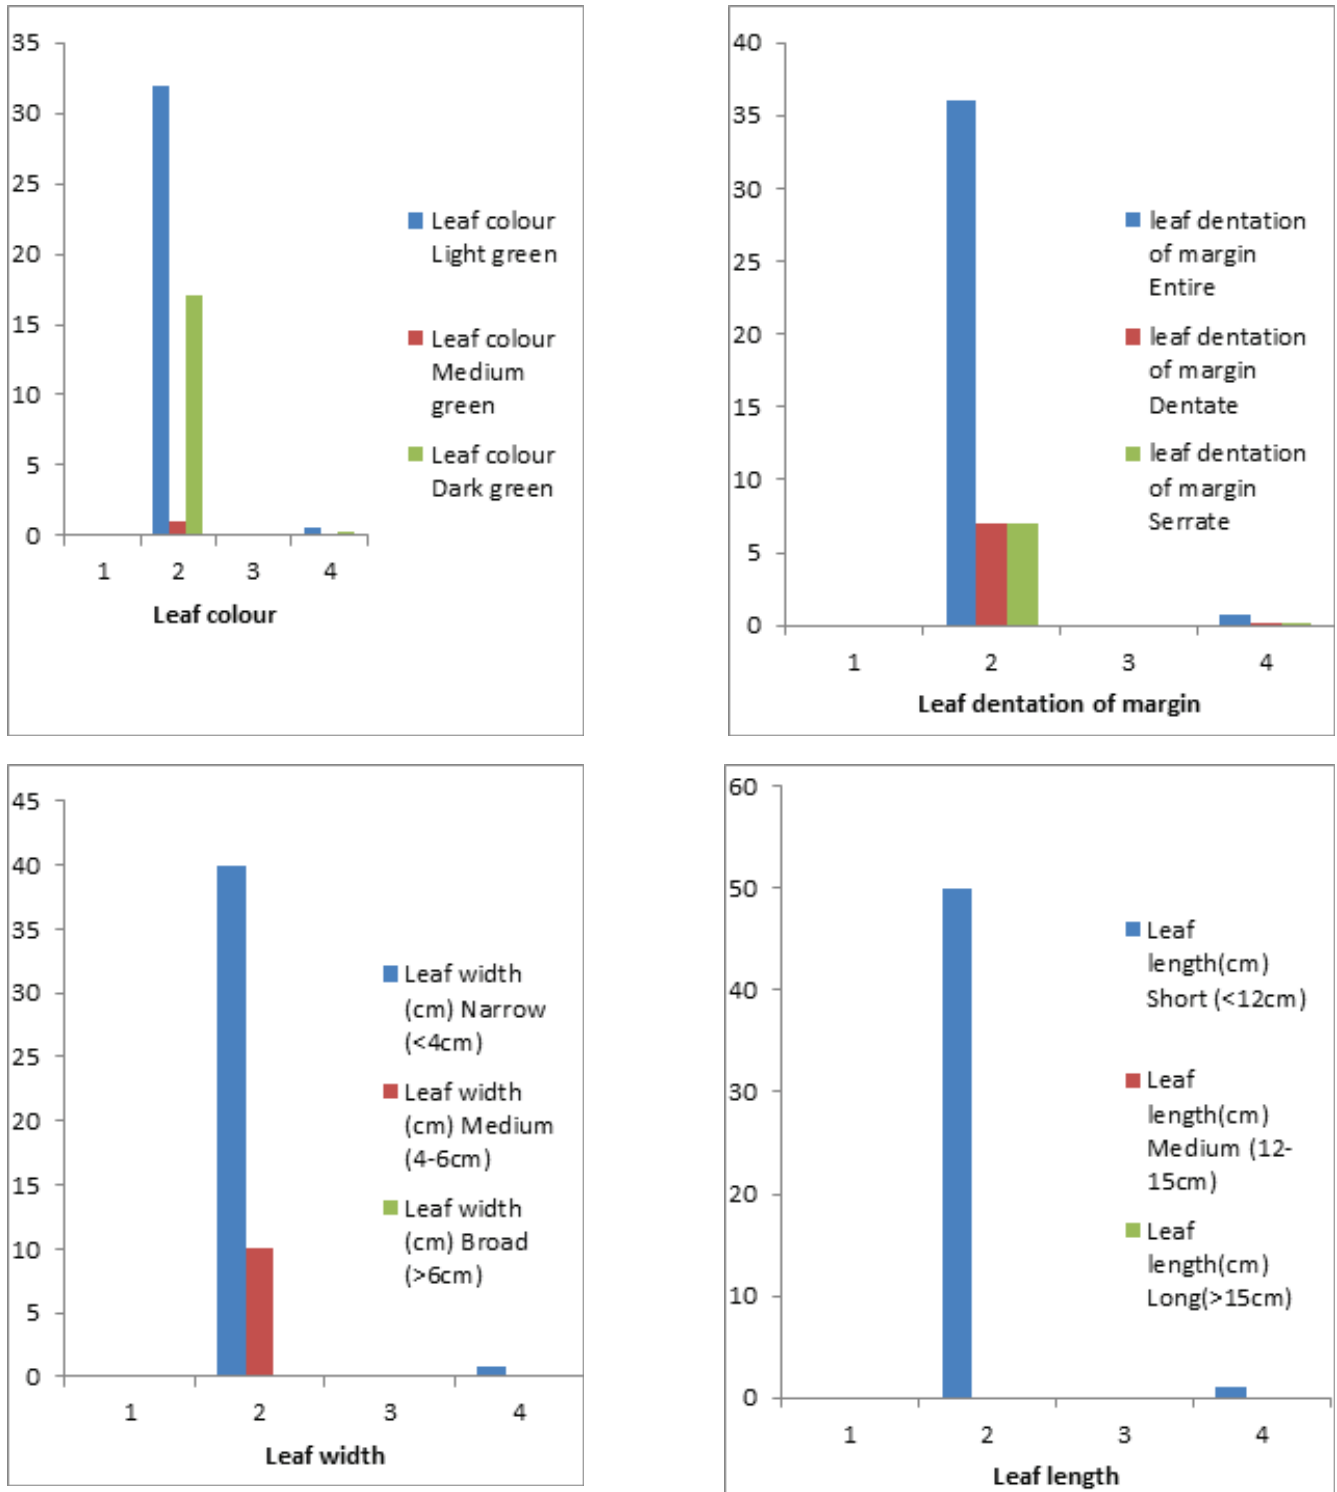 35
30
25
20
15
10
5
0
1 2 3 4
Leaf colour
Leaf colour
Light green
Leaf colour
Medium
green
Leaf colour
Dark green
40
35
30
25
20
15
10
5
0
1 2 3 4
Leaf dentation of margin
leaf dentation
of margin
Entire
leaf dentation
of margin
Dentate
leaf dentation
of margin
Serrate
45
40
35
30
25
20
15
10
5
0
1 2 3 4
Leaf width
Leaf width
(cm) Narrow
(<4cm)
Leaf width
(cm) Medium
(4-6cm)
Leaf width
(cm) Broad
(>6cm)
60
50
40
30
20
10
0
1 2 3 4
Leaf length
Leaf
length(cm)
Short (<12cm)
Leaf
length(cm)
Medium (12-
15cm)
Leaf
length(cm)
Long(>15cm)